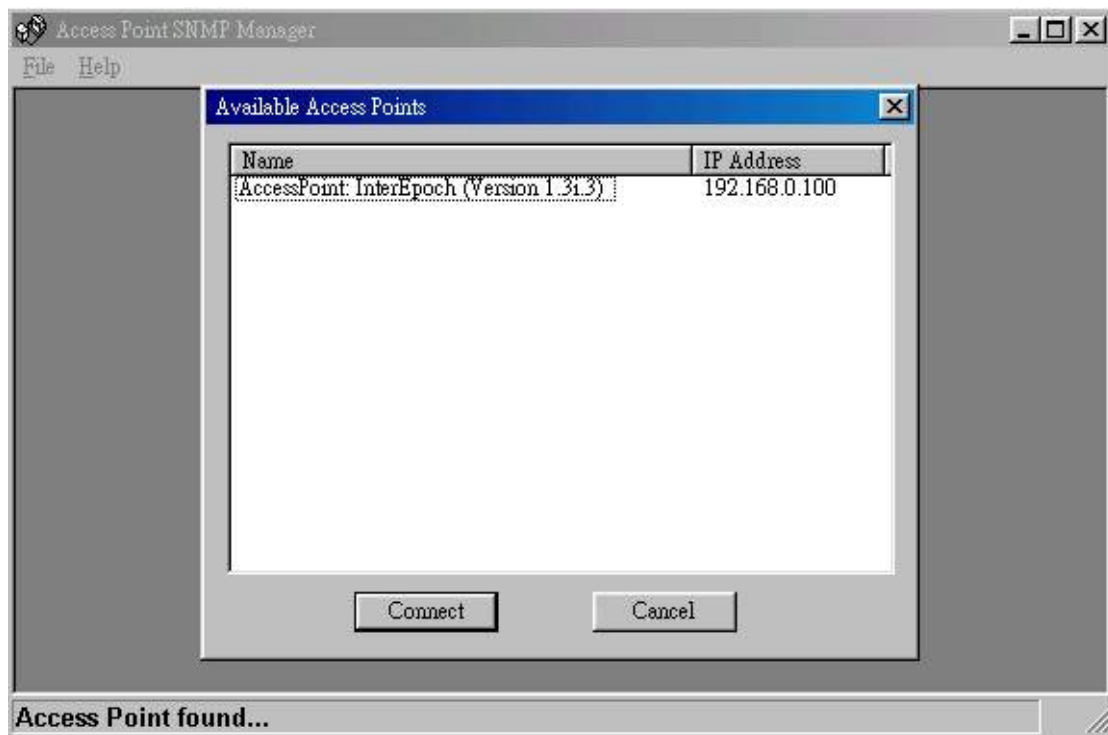 Access Point SNMP Manager
File Help
Available Access Points
Name IP Address
AccessPoint: InterEpoch (Version 1.3i.3) 192.168.0.100
Connect Cancel
Access Point found...